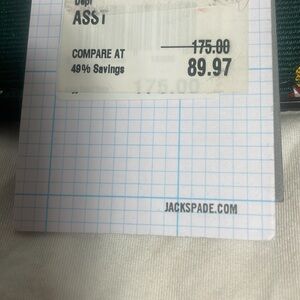 Dept
ASST
175.00
COMPARE AT
49% Savings
89.97
175.00
JACKSPADE.COM